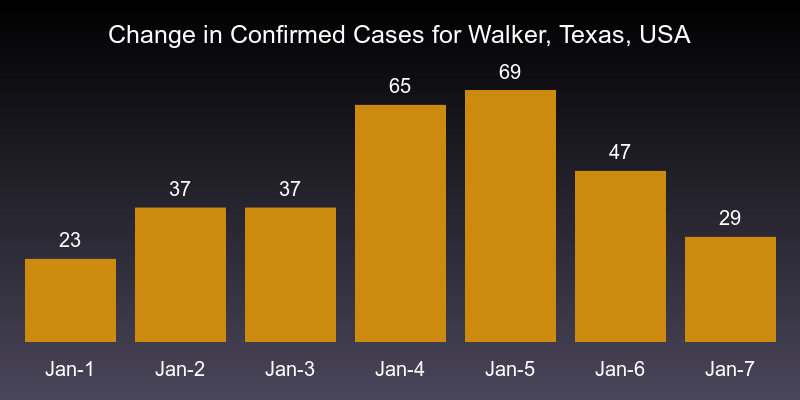 Change in Confirmed Cases for Walker, Texas, USA
69
65
47
37
37
29
23
Jan-1
Jan-2
Jan-3
Jan-4
Jan-5
Jan-6
Jan-7